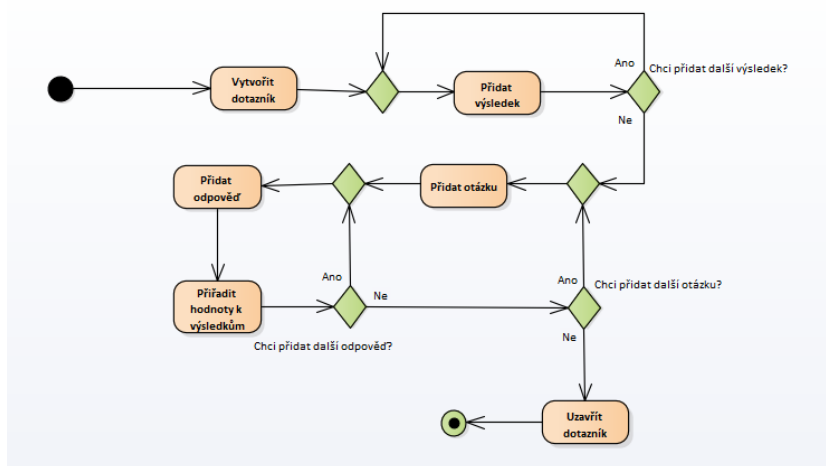 Ano
Chci přidat další výsledek?
Vytvořit
dotazník
Přidat
výsledek
Ne
Přidat
odpověď
Přidat otázku
Ano
Chci přidat další otázku?
Ano
Ne
Přiřadit
hodnoty k
výsledkům
Chci přidat další odpověď?
Ne
Uzavřít
dotazník